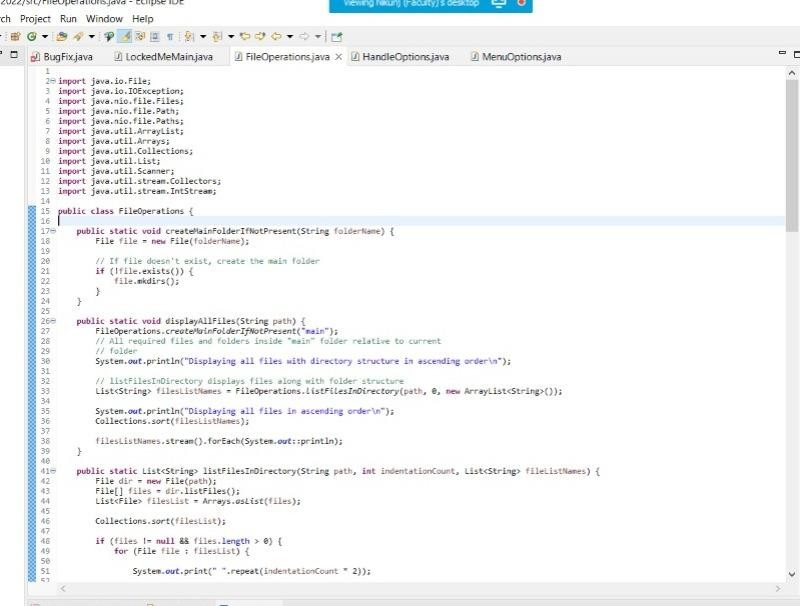 2022/src/FileOperations.java - Eclipse IDE
Viewing Nikunj (Faculty)'s desktop
rch Project Run Window Help
BugFix.java LockedMeMain.java FileOperations.java HandleOptions.java MenuOptions.java
1
2 import java.io.File;
3 import java.io.IOException;
4 import java.nio.file.Files;
5 import java.nio.file.Path;
6 import java.nio.file.Paths;
7 import java.util.ArrayList;
8 import java.util.Arrays;
9 import java.util.Collections;
10 import java.util.List;
11 import java.util.Scanner;
12 import java.util.stream.Collectors;
13 import java.util.stream.IntStream;
14
15 public class FileOperations {
16
17 public static void createMainFolderIfNotPresent(String folderName) {
18 File file = new File(folderName);
19
20 // If file doesn't exist, create the main folder
21 if (!file.exists()) {
22 file.mkdirs();
23 }
24 }
25
26 public static void displayAllFiles(String path) {
27 FileOperations.createMainFolderIfNotPresent("main");
28 // All required files and folders inside "main" folder relative to current
29 // folder
30 System.out.println("Displaying all files with directory structure in ascending order\n");
31
32 // listFilesInDirectory displays files along with folder structure
33 List<String> filesListNames = FileOperations.listFilesInDirectory(path, 0, new ArrayList<String>());
34
35 System.out.println("Displaying all files in ascending order\n");
36 Collections.sort(filesListNames);
37
38 filesListNames.stream().forEach(System.out::println);
39 }
40
41 public static List<String> listFilesInDirectory(String path, int indentationCount, List<String> fileListNames) {
42 File dir = new File(path);
43 File[] files = dir.listFiles();
44 List<File> filesList = Arrays.asList(files);
45
46 Collections.sort(filesList);
47
48 if (files != null && files.length > 0) {
49 for (File file : filesList) {
50
51 System.out.print(" ".repeat(indentationCount * 2));
52